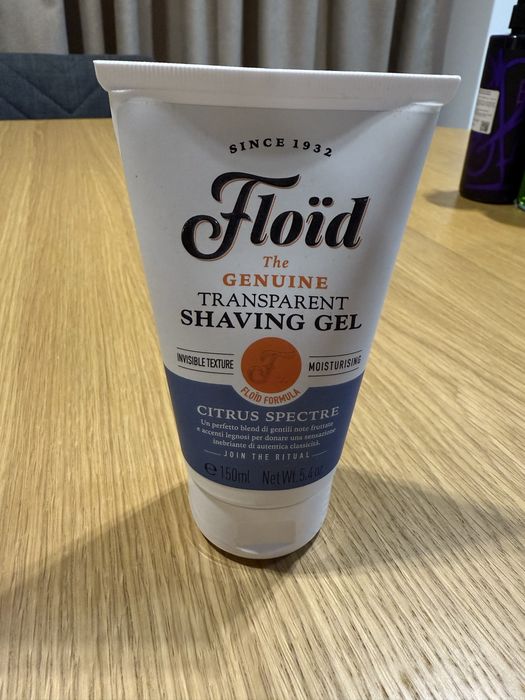 SINCE 1932
Floïd
The
GENUINE
TRANSPARENT
SHAVING GEL
INVISIBLE TEXTURE
MOISTURISING
F
FLOÏD FORMULA
CITRUS SPECTRE
Un perfetto blend di gentili note fruttate
e accenti legnosi per donare una sensazione
inebriante di autentica classicità.
JOIN THE RITUAL
℮ 150ml Net Wt. 5.4 oz